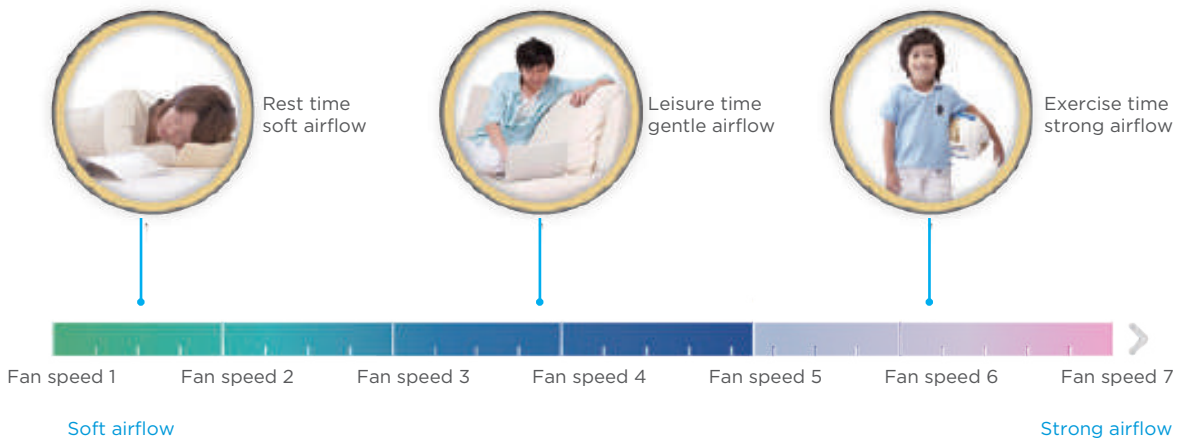 Rest time
soft airflow
Leisure time
gentle airflow
Exercise time
strong airflow
Fan speed 1
Fan speed 2
Fan speed 3
Fan speed 4
Fan speed 5
Fan speed 6
Fan speed 7
Soft airflow
Strong airflow